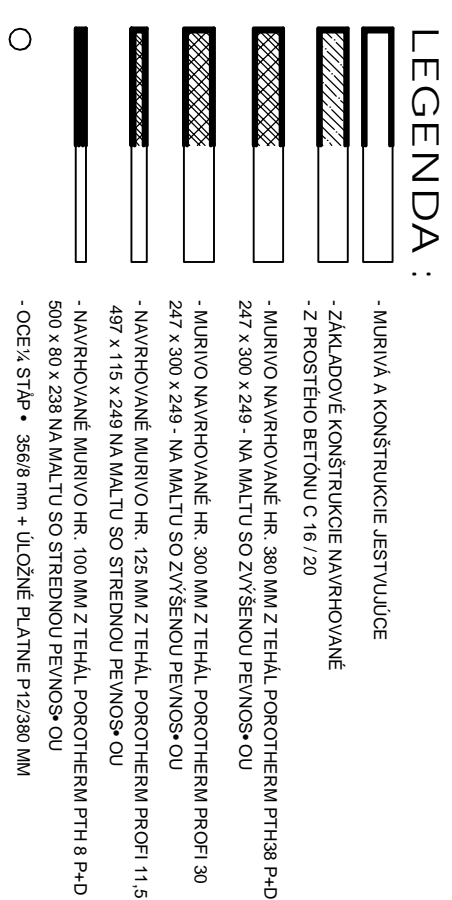 LEGENDA :
- MURIVÁ A KONŠTRUKCIE JESTVUJÚCE
- ZÁKLADOVÉ KONŠTRUKCIE NAVRHOVANÉ
- Z PROSTÉHO BETÓNU C 16 / 20
- MURIVO NAVRHOVANÉ HR. 380 MM Z TEHÁL POROTHERM PTH38 P+D
247 x 300 x 249 - NA MALTU SO ZVÝŠENOU PEVNOS• OU
- MURIVO NAVRHOVANÉ HR. 300 MM Z TEHÁL POROTHERM PROFI 30
247 x 300 x 249 - NA MALTU SO ZVÝŠENOU PEVNOS• OU
- NAVRHOVANÉ MURIVO HR. 125 MM Z TEHÁL POROTHERM PROFI 11,5
497 x 115 x 249 NA MALTU SO STREDNOU PEVNOS• OU
- NAVRHOVANÉ MURIVO HR. 100 MM Z TEHÁL POROTHERM PTH 8 P+D
500 x 80 x 238 NA MALTU SO STREDNOU PEVNOS• OU
- OCE¼ STĺP • 356/8 mm + ÚLOŽNÉ PLATNE P12/380 MM